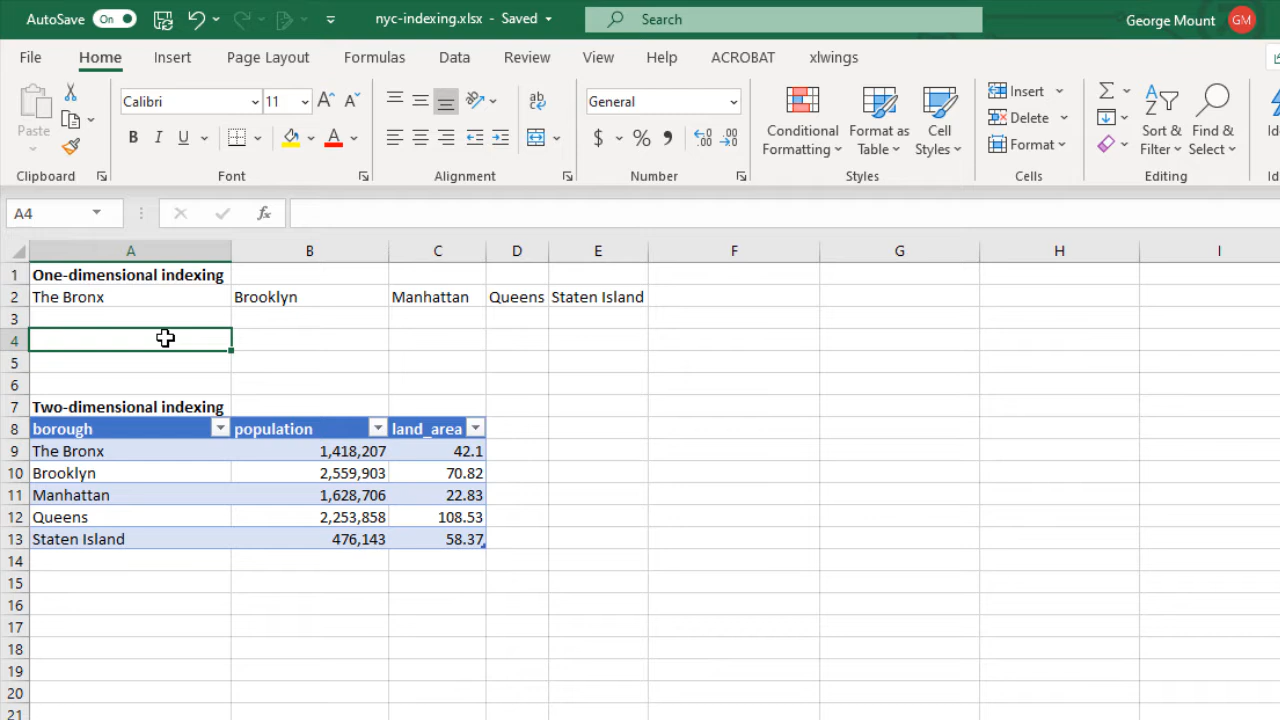 AutoSave On nyc-indexing.xlsx - Saved Search George Mount GM
File Home Insert Page Layout Formulas Data Review View Help ACROBAT xlwings
Paste
Calibri 11 A A
B I U A
ab
General
$ % 9 .00 .00
Conditional Formatting
Format as Table
Cell Styles
Insert
Delete
Format
Sort & Filter
Find & Select
Clipboard Font Alignment Number Styles Cells Editing
A4 fx
A B C D E F G H I
1 One-dimensional indexing
2 The Bronx Brooklyn Manhattan Queens Staten Island
3
4
5
6
7 Two-dimensional indexing
8 borough population land_area
9 The Bronx 1,418,207 42.1
10 Brooklyn 2,559,903 70.82
11 Manhattan 1,628,706 22.83
12 Queens 2,253,858 108.53
13 Staten Island 476,143 58.37
14
15
16
17
18
19
20
21